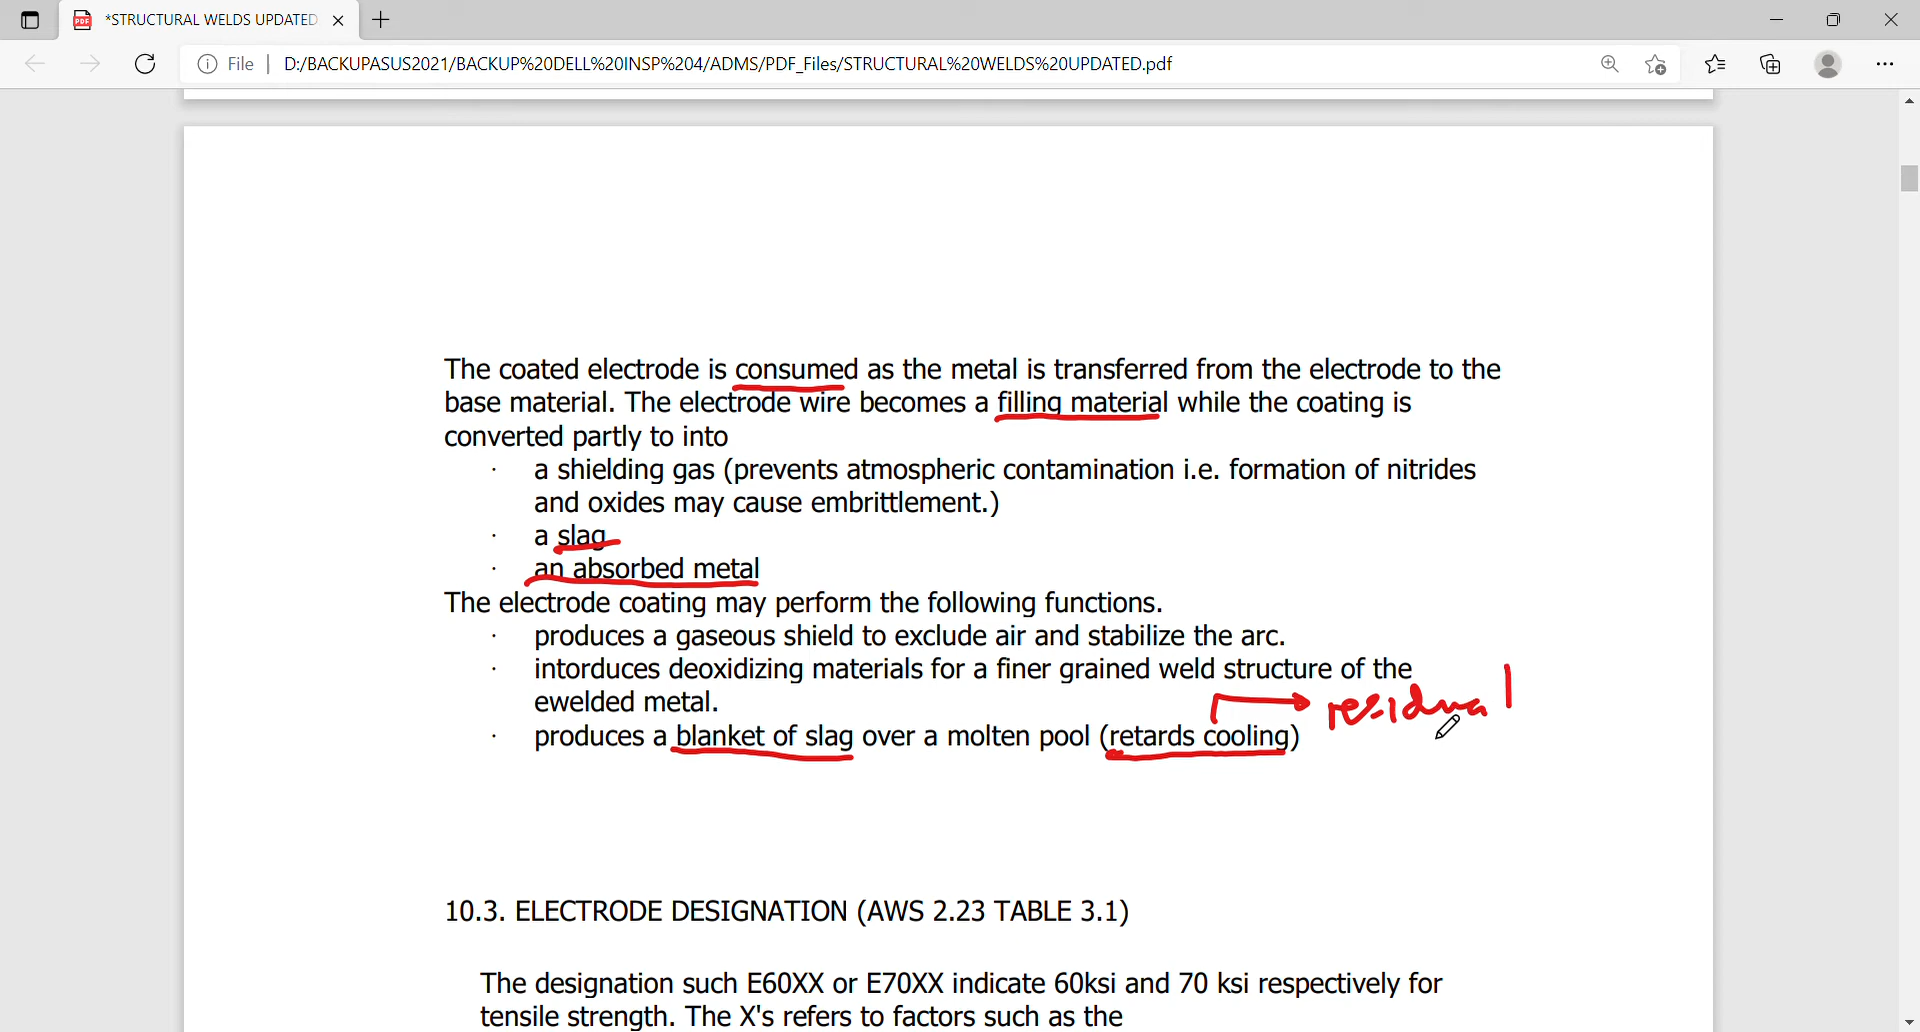 *STRUCTURAL WELDS UPDATED
File | D:/BACKUPASUS2021/BACKUP%20DELL%20INSP%204/ADMS/PDF_Files/STRUCTURAL%20WELDS%20UPDATED.pdf
The coated electrode is consumed as the metal is transferred from the electrode to the
base material. The electrode wire becomes a filling material while the coating is
converted partly to into
· a shielding gas (prevents atmospheric contamination i.e. formation of nitrides
and oxides may cause embrittlement.)
· a slag
· an absorbed metal
The electrode coating may perform the following functions.
· produces a gaseous shield to exclude air and stabilize the arc.
· intorduces deoxidizing materials for a finer grained weld structure of the
ewelded metal.
residual
· produces a blanket of slag over a molten pool (retards cooling)
10.3. ELECTRODE DESIGNATION (AWS 2.23 TABLE 3.1)
The designation such E60XX or E70XX indicate 60ksi and 70 ksi respectively for
tensile strength. The X's refers to factors such as the